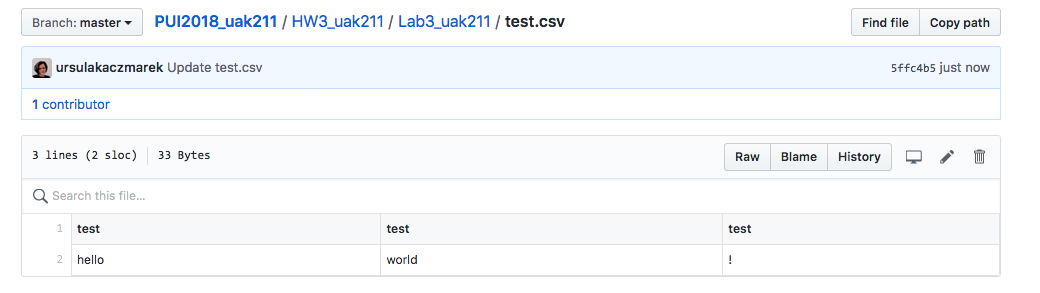 Branch: master PUI2018_uak211 / HW3_uak211 / Lab3_uak211 / test.csv Find file Copy path
ursulakaczmarek Update test.csv 5ffc4b5 just now
1 contributor
3 lines (2 sloc) 33 Bytes Raw Blame History
Search this file...
1 test test test
2 hello world !